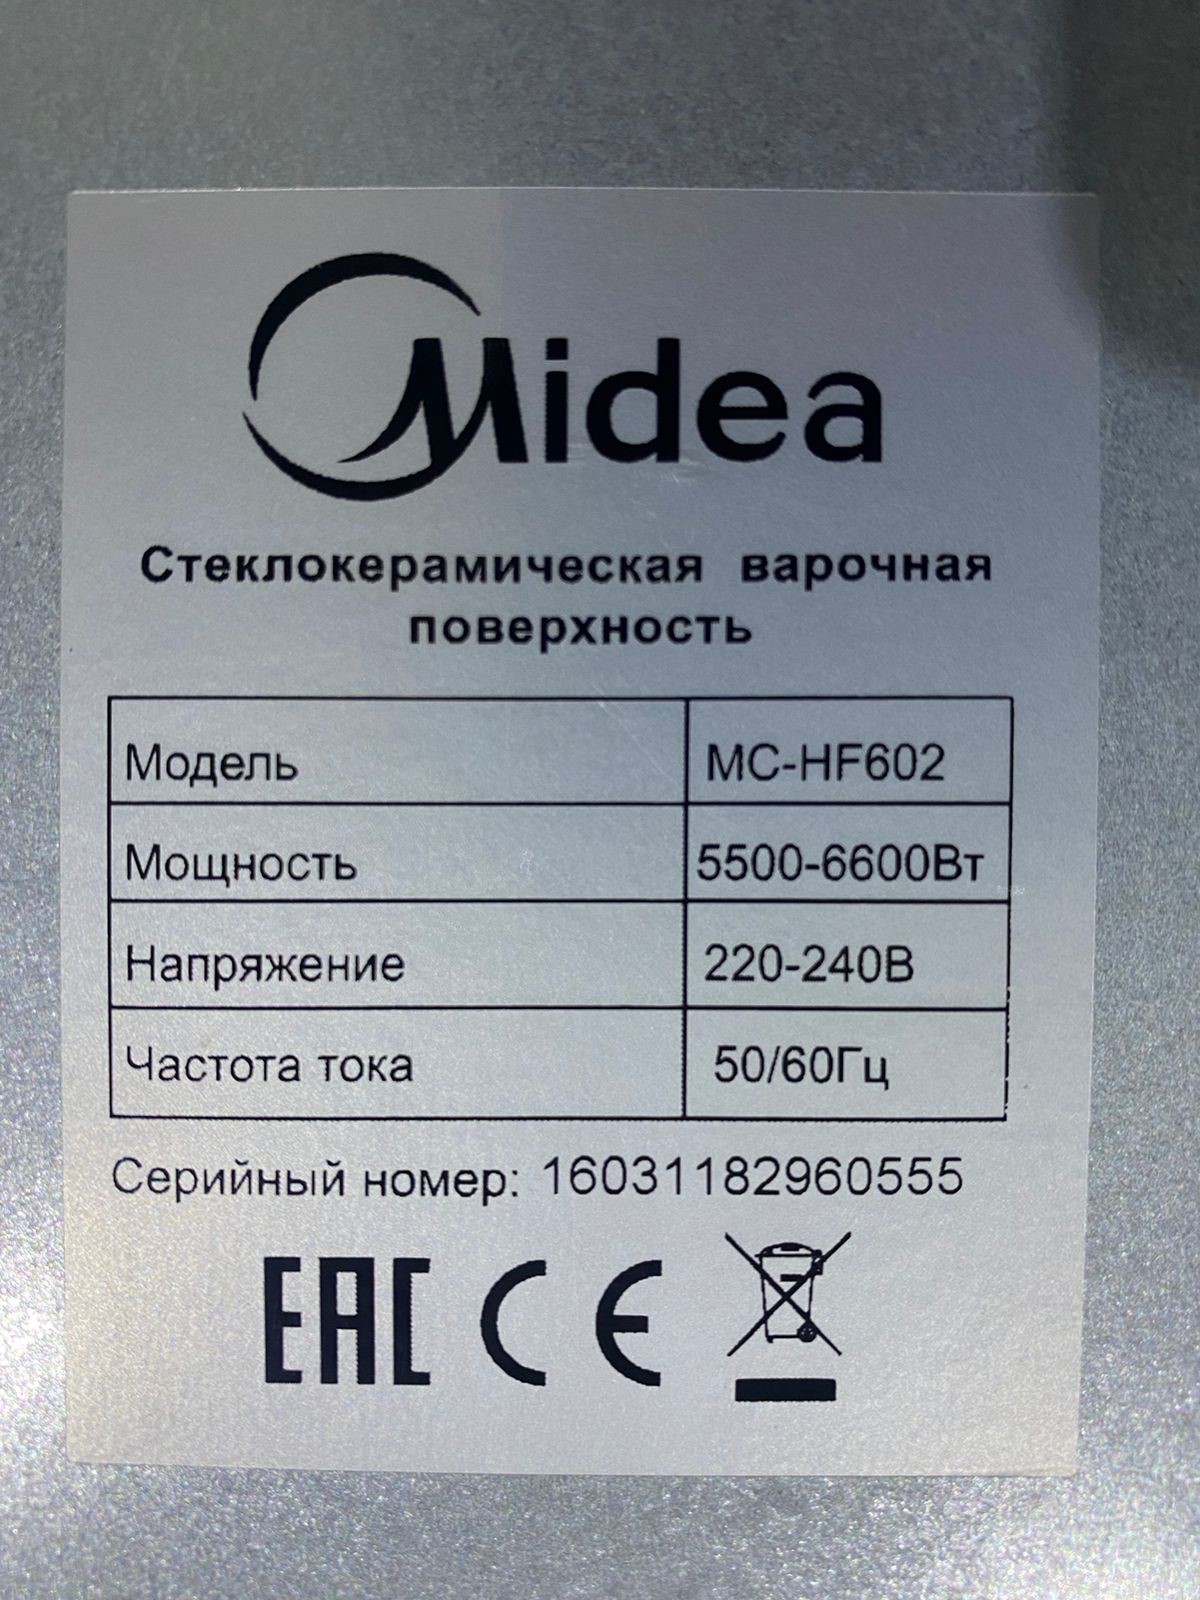 Midea
Стеклокерамическая варочная
поверхность
Модель MC-HF602
Мощность 5500-6600Вт
Напряжение 220-240В
Частота тока 50/60Гц
Серийный номер: 16031182960555
EAC CE